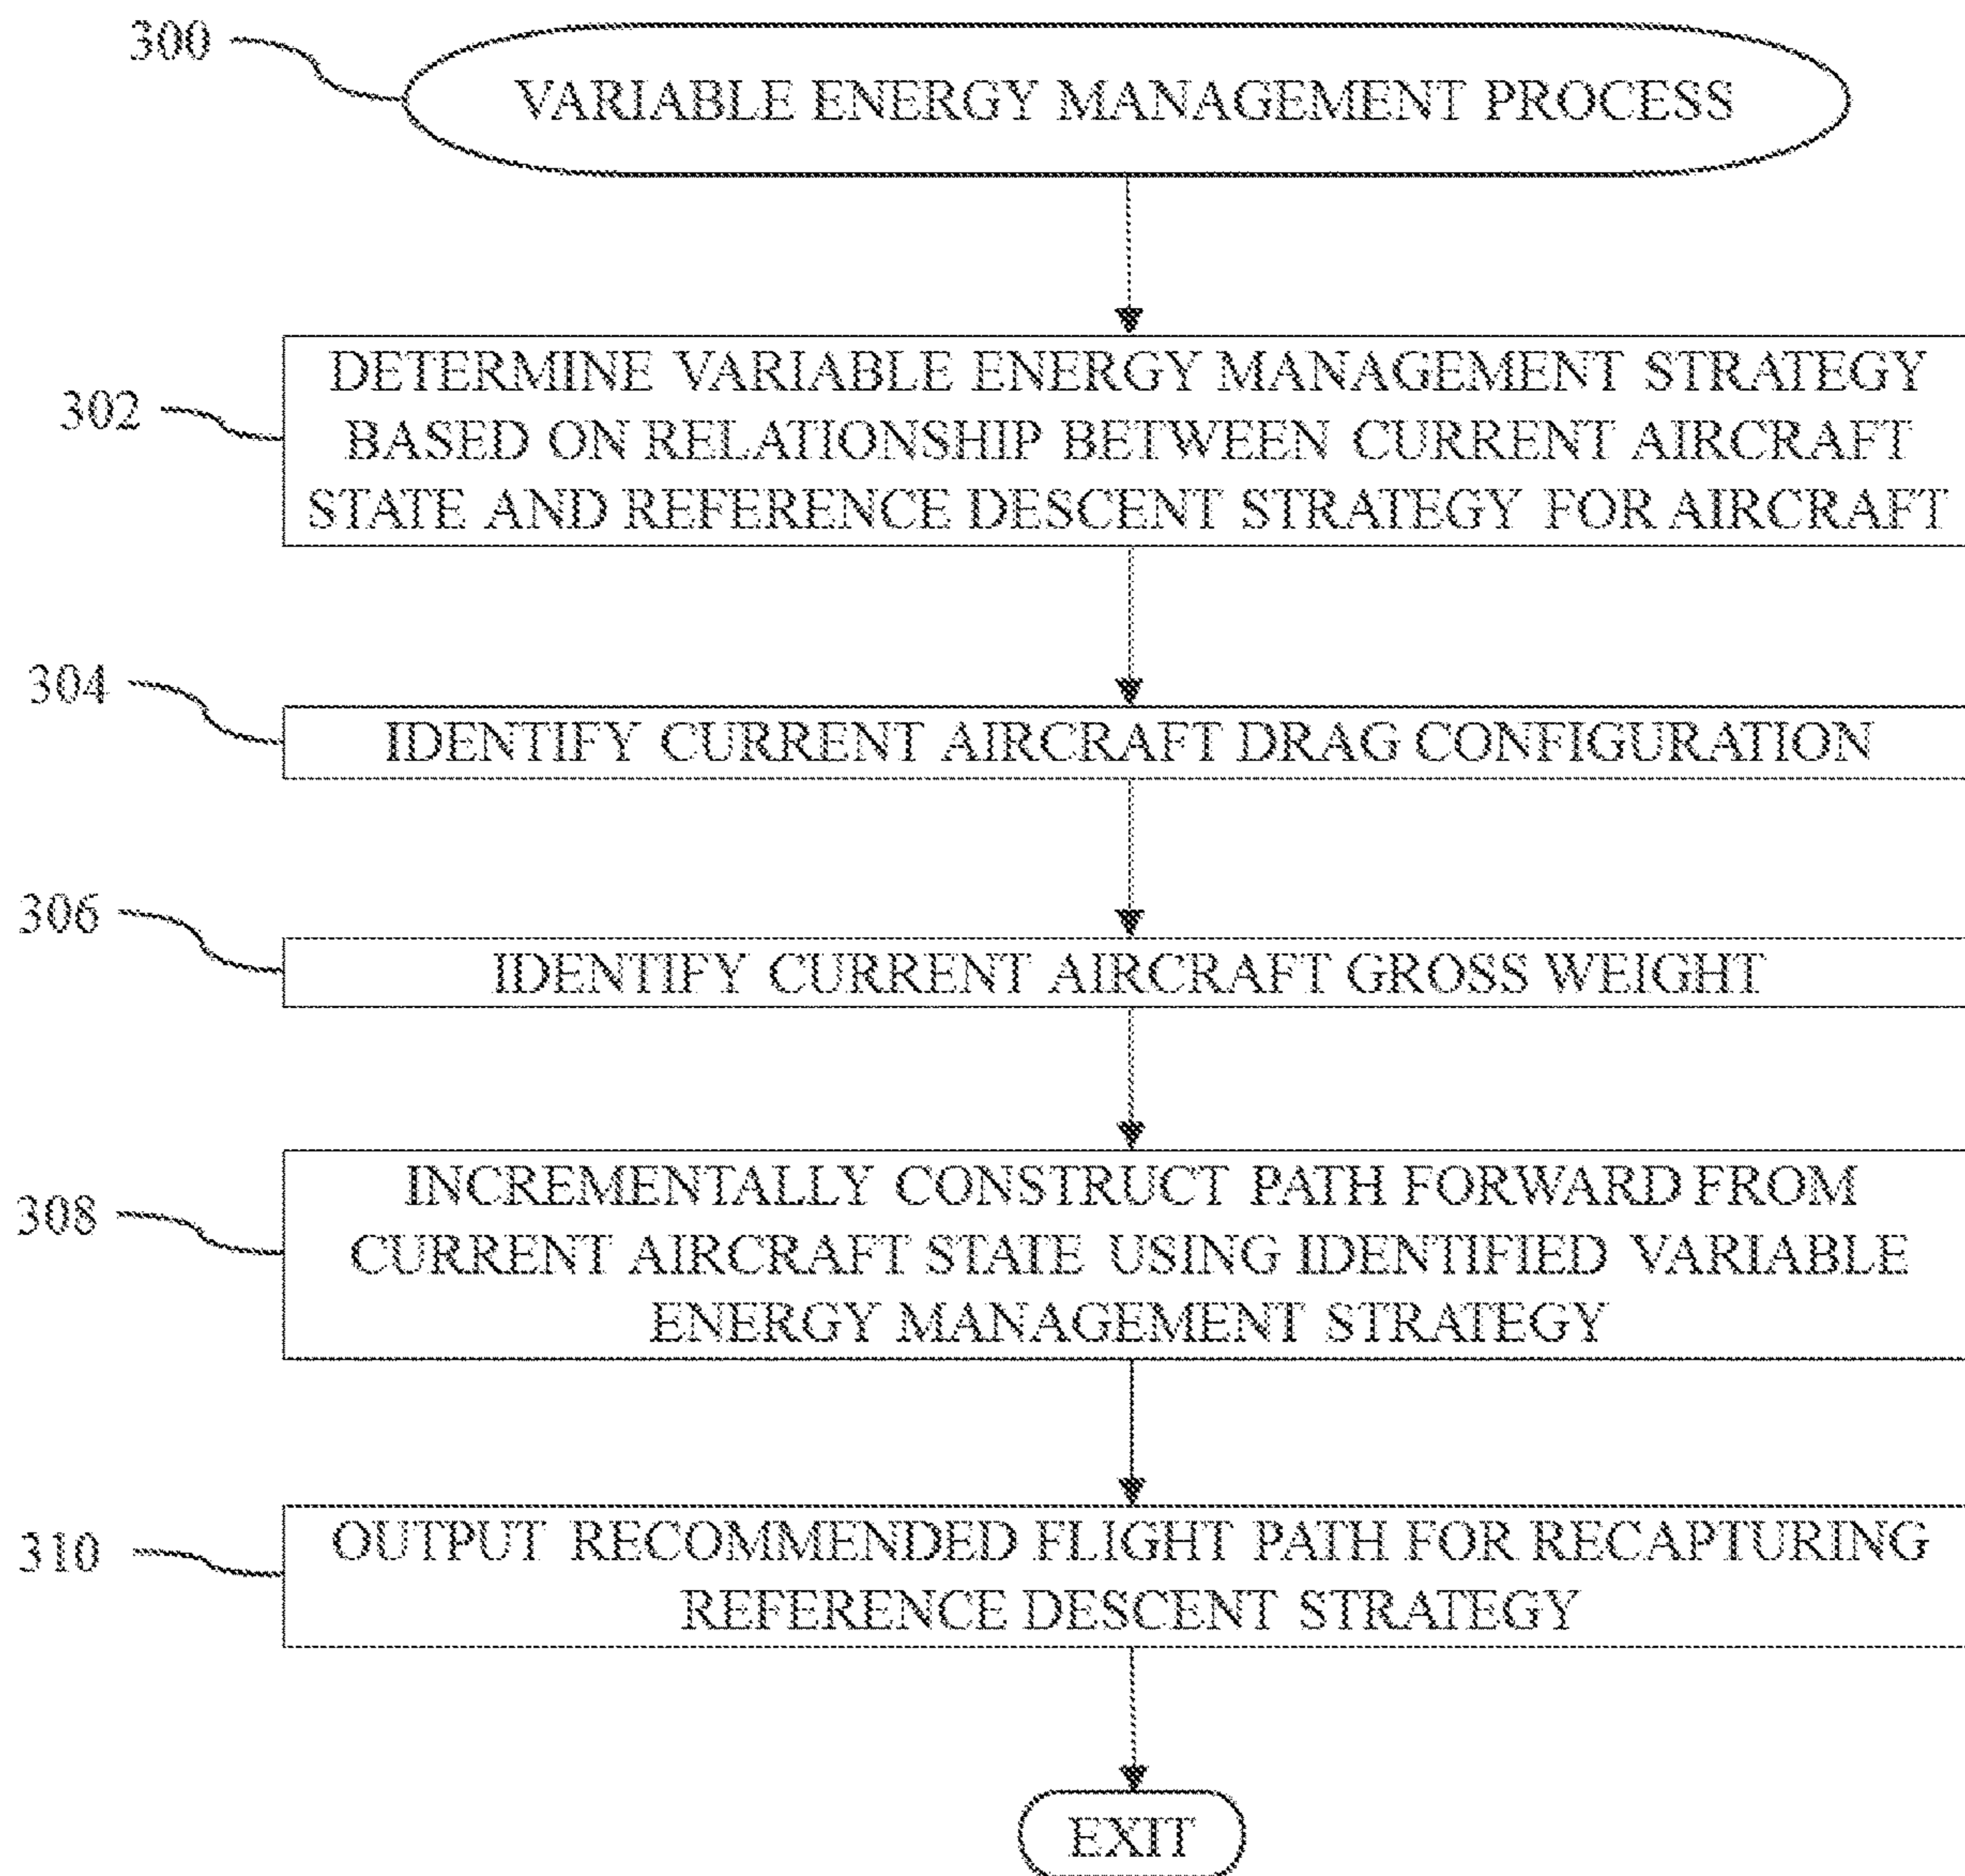 300
VARIABLE ENERGY MANAGEMENT PROCESS
302
DETERMINE VARIABLE ENERGY MANAGEMENT STRATEGY
BASED ON RELATIONSHIP BETWEEN CURRENT AIRCRAFT
STATE AND REFERENCE DESCENT STRATEGY FOR AIRCRAFT
304
IDENTIFY CURRENT AIRCRAFT DRAG CONFIGURATION
306
IDENTIFY CURRENT AIRCRAFT GROSS WEIGHT
308
INCREMENTALLY CONSTRUCT PATH FORWARD FROM
CURRENT AIRCRAFT STATE USING IDENTIFIED VARIABLE
ENERGY MANAGEMENT STRATEGY
310
OUTPUT RECOMMENDED FLIGHT PATH FOR RECAPTURING
REFERENCE DESCENT STRATEGY
EXIT